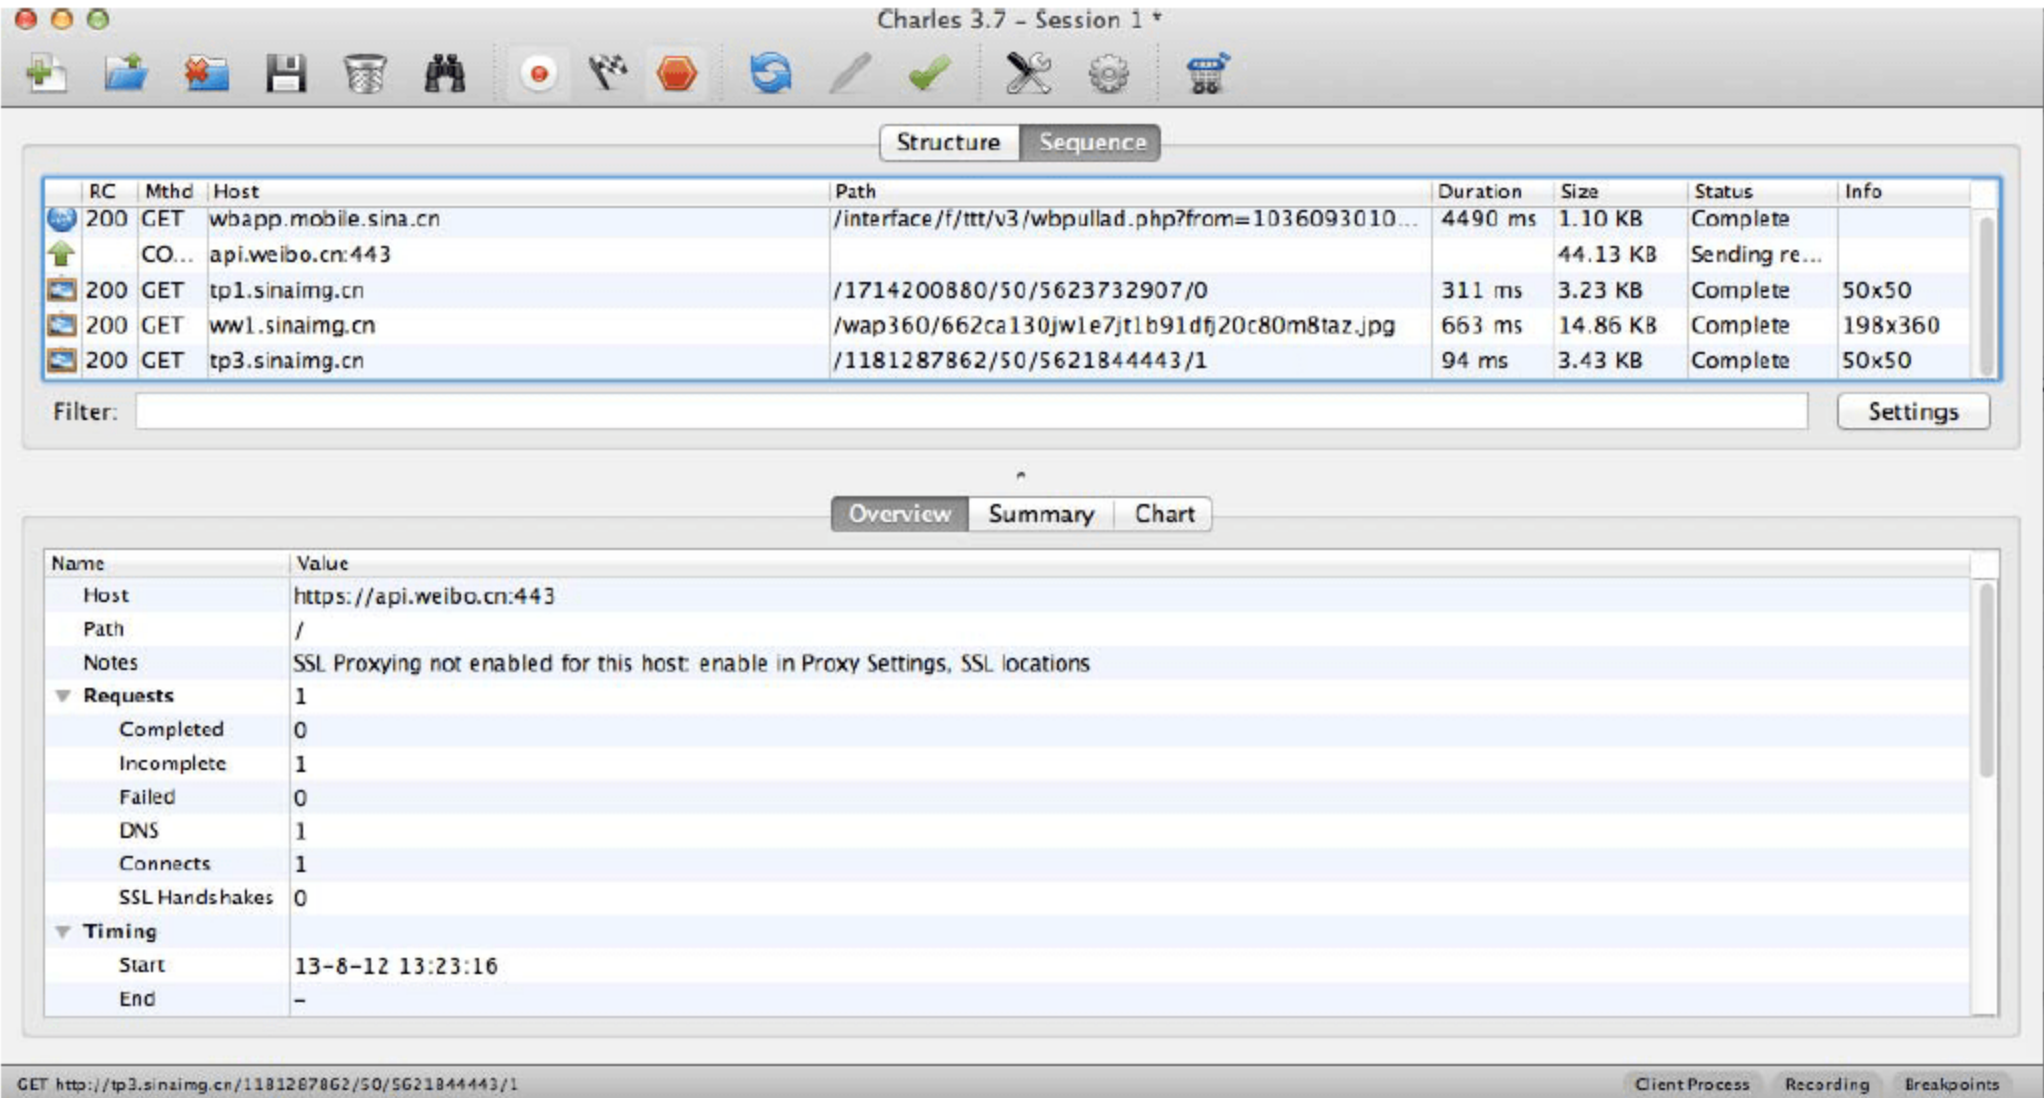 Charles 3.7 – Session 1 *
Structure Sequence
RC Mthd Host Path Duration Size Status Info
200 GET wbapp.mobile.sina.cn /interface/f/ttt/v3/wbpullad.php?from=1036093010... 4490 ms 1.10 KB Complete
CO... api.weibo.cn:443 44.13 KB Sending re...
200 GET tp1.sinaimg.cn /1714200880/50/5623732907/0 311 ms 3.23 KB Complete 50x50
200 GET ww1.sinaimg.cn /wap360/662ca130jw1e7jt1b91dfj20c80m8taz.jpg 663 ms 14.86 KB Complete 198x360
200 GET tp3.sinaimg.cn /1181287862/50/5621844443/1 94 ms 3.43 KB Complete 50x50
Filter: Settings
Overview Summary Chart
Name Value
Host https://api.weibo.cn:443
Path /
Notes SSL Proxying not enabled for this host: enable in Proxy Settings, SSL locations
Requests 1
Completed 0
Incomplete 1
Failed 0
DNS 1
Connects 1
SSL Handshakes 0
Timing
Start 13-8-12 13:23:16
End –
GET http://tp3.sinaimg.cn/1181287862/50/5621844443/1 Client Process Recording Breakpoints